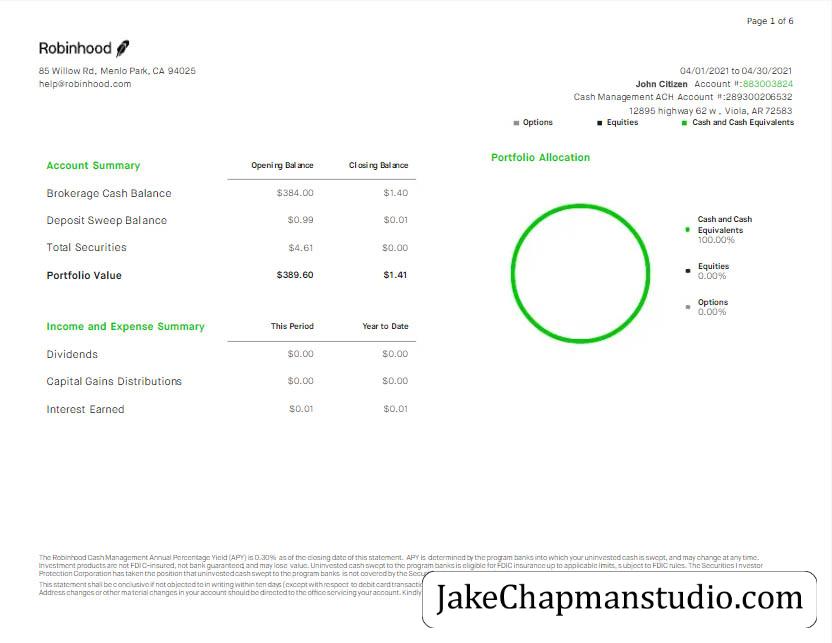 Page 1 of 6
Robinhood
85 Willow Rd, Menlo Park, CA 94025
help@robinhood.com
04/01/2021 to 04/30/2021
John Citizen Account #:883003824
Cash Management ACH Account #:289300206532
12895 highway 62 w , Viola, AR 72583
Options Equities Cash and Cash Equivalents
Account Summary Opening Balance Closing Balance
Brokerage Cash Balance $384.00 $1.40
Deposit Sweep Balance $0.99 $0.01
Total Securities $4.61 $0.00
Portfolio Value $389.60 $1.41
Income and Expense Summary This Period Year to Date
Dividends $0.00 $0.00
Capital Gains Distributions $0.00 $0.00
Interest Earned $0.01 $0.01
Portfolio Allocation
Cash and Cash
Equivalents
100.00%
Equities
0.00%
Options
0.00%
The Robinhood Cash Management Annual Percentage Yield (APY) is 0.30% as of the closing date of this statement. APY is determined by the program banks into which your uninvested cash is swept, and may change at any time.
Investment products are not FDIC-insured, not bank guaranteed, and may lose value. Uninvested cash swept to the program banks is eligible for FDIC insurance up to applicable limits, subject to FDIC rules. The Securities Investor
Protection Corporation has taken the position that uninvested cash swept to the program banks is not covered by the
This statement shall be conclusive if not objected to in writing within ten days (except with respect to debit card
Address changes or other material changes in your account should be directed to the office servicing your account. Kindly
JakeChapmanstudio.com